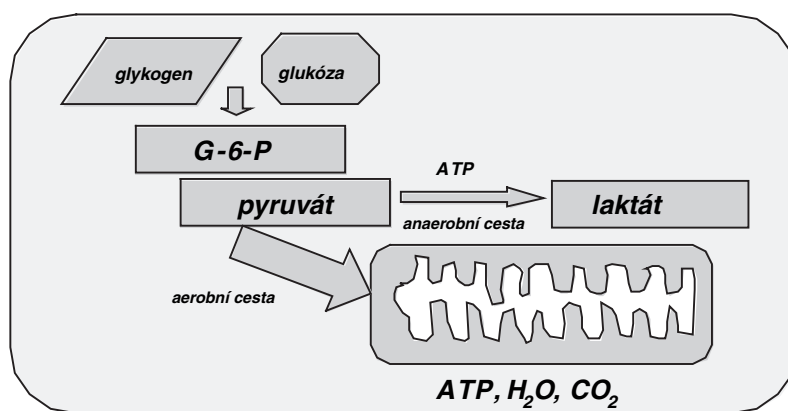 glykogen
glukóza
G-6-P
ATP
pyruvát
laktát
anaerobní cesta
aerobní cesta
ATP, H₂O, CO₂